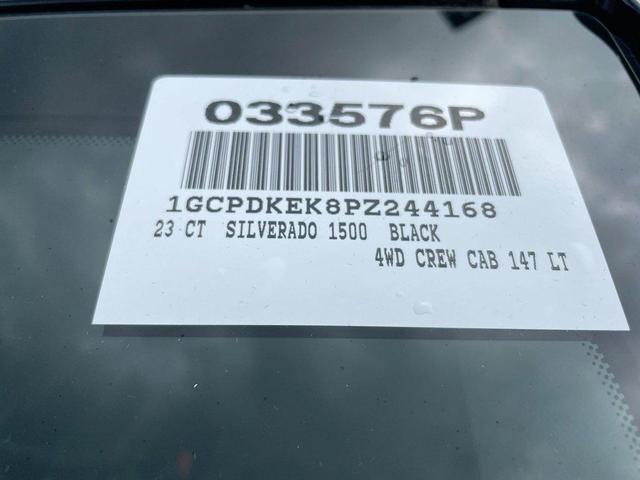 033576P
1GCPDKEK8PZ244168
23 CT SILVERADO 1500 BLACK
4WD CREW CAB 147 LT